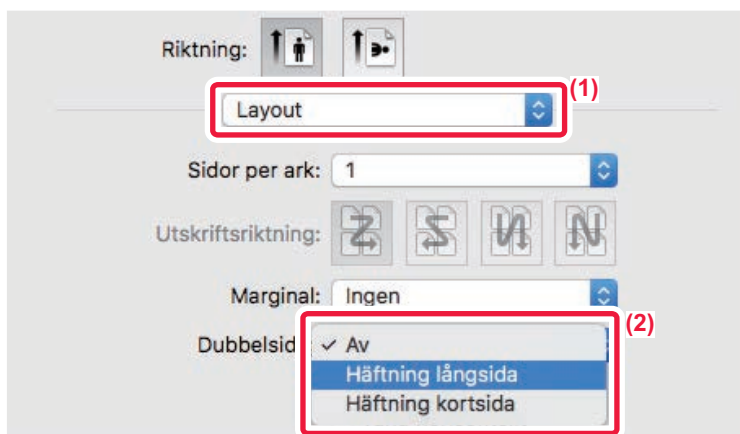 Riktning:
(1)
Layout
Sidor per ark: 1
Utskriftsriktning:
Marginal: Ingen
(2)
Dubbelsid
✓ Av
Häftning långsida
Häftning kortsida